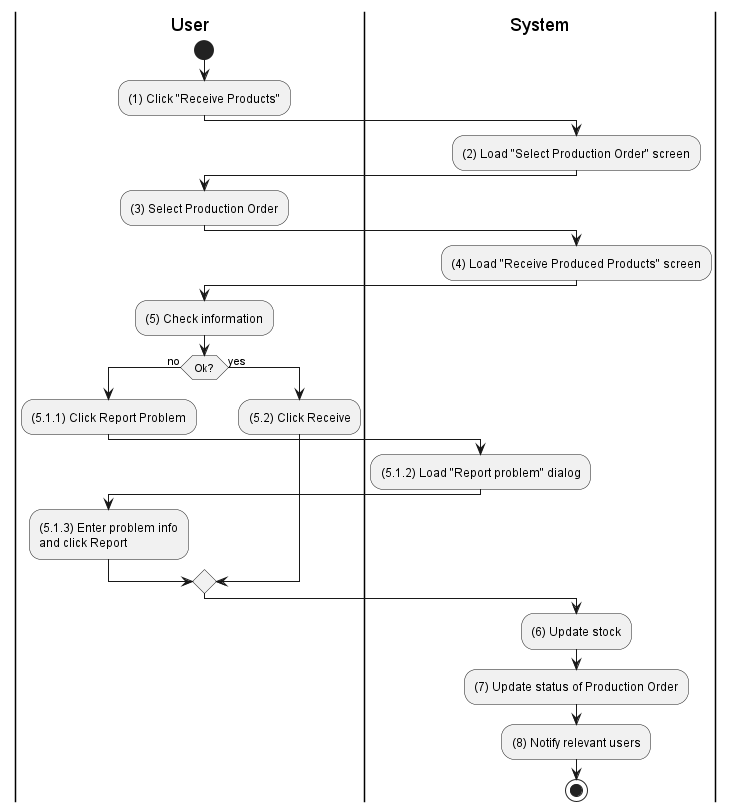 User
System
(1) Click "Receive Products"
(2) Load "Select Production Order" screen
(3) Select Production Order
(4) Load "Receive Produced Products" screen
(5) Check information
no
Ok?
yes
(5.1.1) Click Report Problem
(5.2) Click Receive
(5.1.2) Load "Report problem" dialog
(5.1.3) Enter problem info
and click Report
(6) Update stock
(7) Update status of Production Order
(8) Notify relevant users